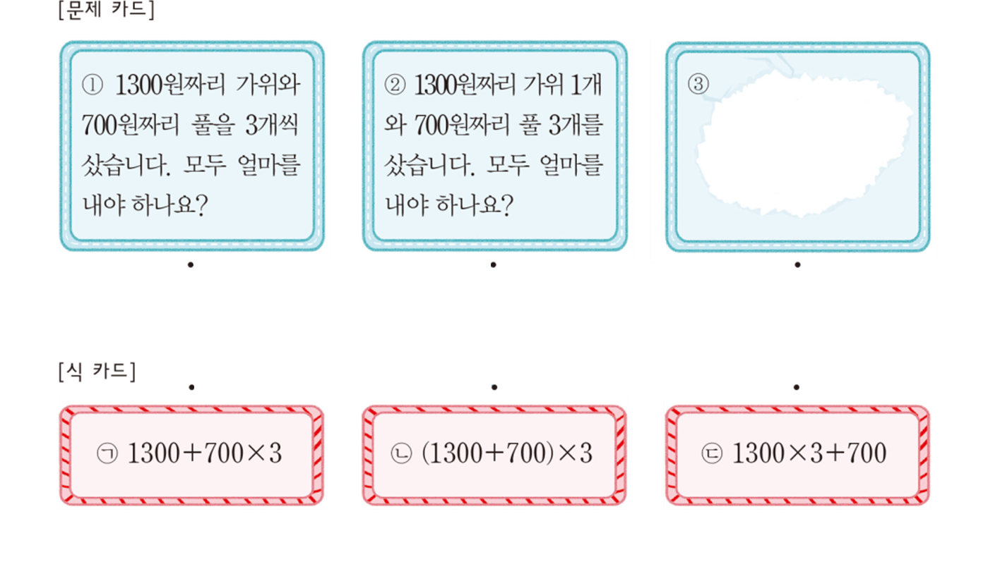 [문제 카드]
① 1300원짜리 가위와
700원짜리 풀을 3개씩
샀습니다. 모두 얼마를
내야 하나요?
② 1300원짜리 가위 1개
와 700원짜리 풀 3개를
샀습니다. 모두 얼마를
내야 하나요?
③
[식 카드]
㉠ 1300+700×3
㉡ (1300+700)×3
㉢ 1300×3+700